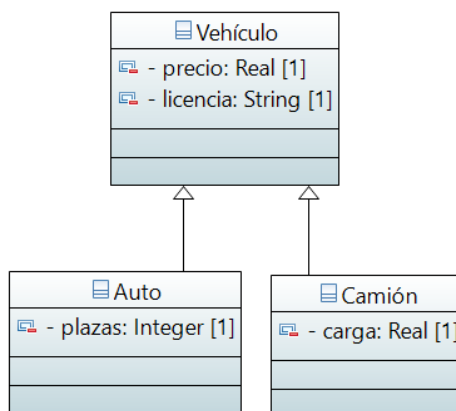 Vehículo
- precio: Real [1]
- licencia: String [1]
Auto
- plazas: Integer [1]
Camión
- carga: Real [1]